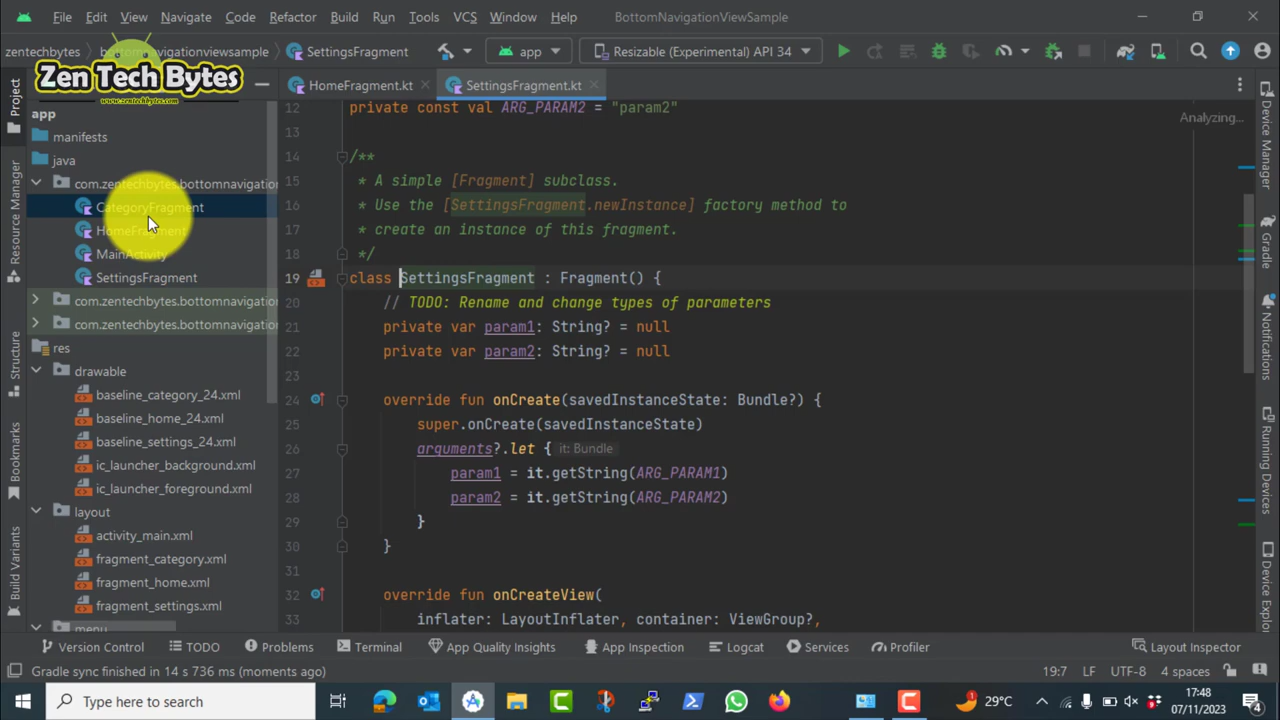 File Edit View Navigate Code Refactor Build Run Tools VCS Window Help BottomNavigationViewSample
zentechbytes bottomnavigationviewsample SettingsFragment app Resizable (Experimental) API 34
Zen Tech Bytes
www.zentechbytes.com
HomeFragment.kt SettingsFragment.kt
Analyzing...
Project
Resource Manager
Structure
Bookmarks
Build Variants
app
manifests
java
com.zentechbytes.bottomnavigation
CategoryFragment
HomeFragment
MainActivity
SettingsFragment
com.zentechbytes.bottomnavigation
com.zentechbytes.bottomnavigation
res
drawable
baseline_category_24.xml
baseline_home_24.xml
baseline_settings_24.xml
ic_launcher_background.xml
ic_launcher_foreground.xml
layout
activity_main.xml
fragment_category.xml
fragment_home.xml
fragment_settings.xml
menu
12 private const val ARG_PARAM2 = "param2"
13
14 /**
15 * A simple [Fragment] subclass.
16 * Use the [SettingsFragment.newInstance] factory method to
17 * create an instance of this fragment.
18 */
19 class SettingsFragment : Fragment() {
20 // TODO: Rename and change types of parameters
21 private var param1: String? = null
22 private var param2: String? = null
23
24 override fun onCreate(savedInstanceState: Bundle?) {
25 super.onCreate(savedInstanceState)
26 arguments?.let { it: Bundle
27 param1 = it.getString(ARG_PARAM1)
28 param2 = it.getString(ARG_PARAM2)
29 }
30 }
31
32 override fun onCreateView(
33 inflater: LayoutInflater, container: ViewGroup?,
Device Manager
Gradle
Notifications
Running Devices
Device Explo
Version Control TODO Problems Terminal App Quality Insights App Inspection Logcat Services Profiler Layout Inspector
Gradle sync finished in 14 s 736 ms (moments ago) 19:7 LF UTF-8 4 spaces
Type here to search
29°C
17:48
07/11/2023
4